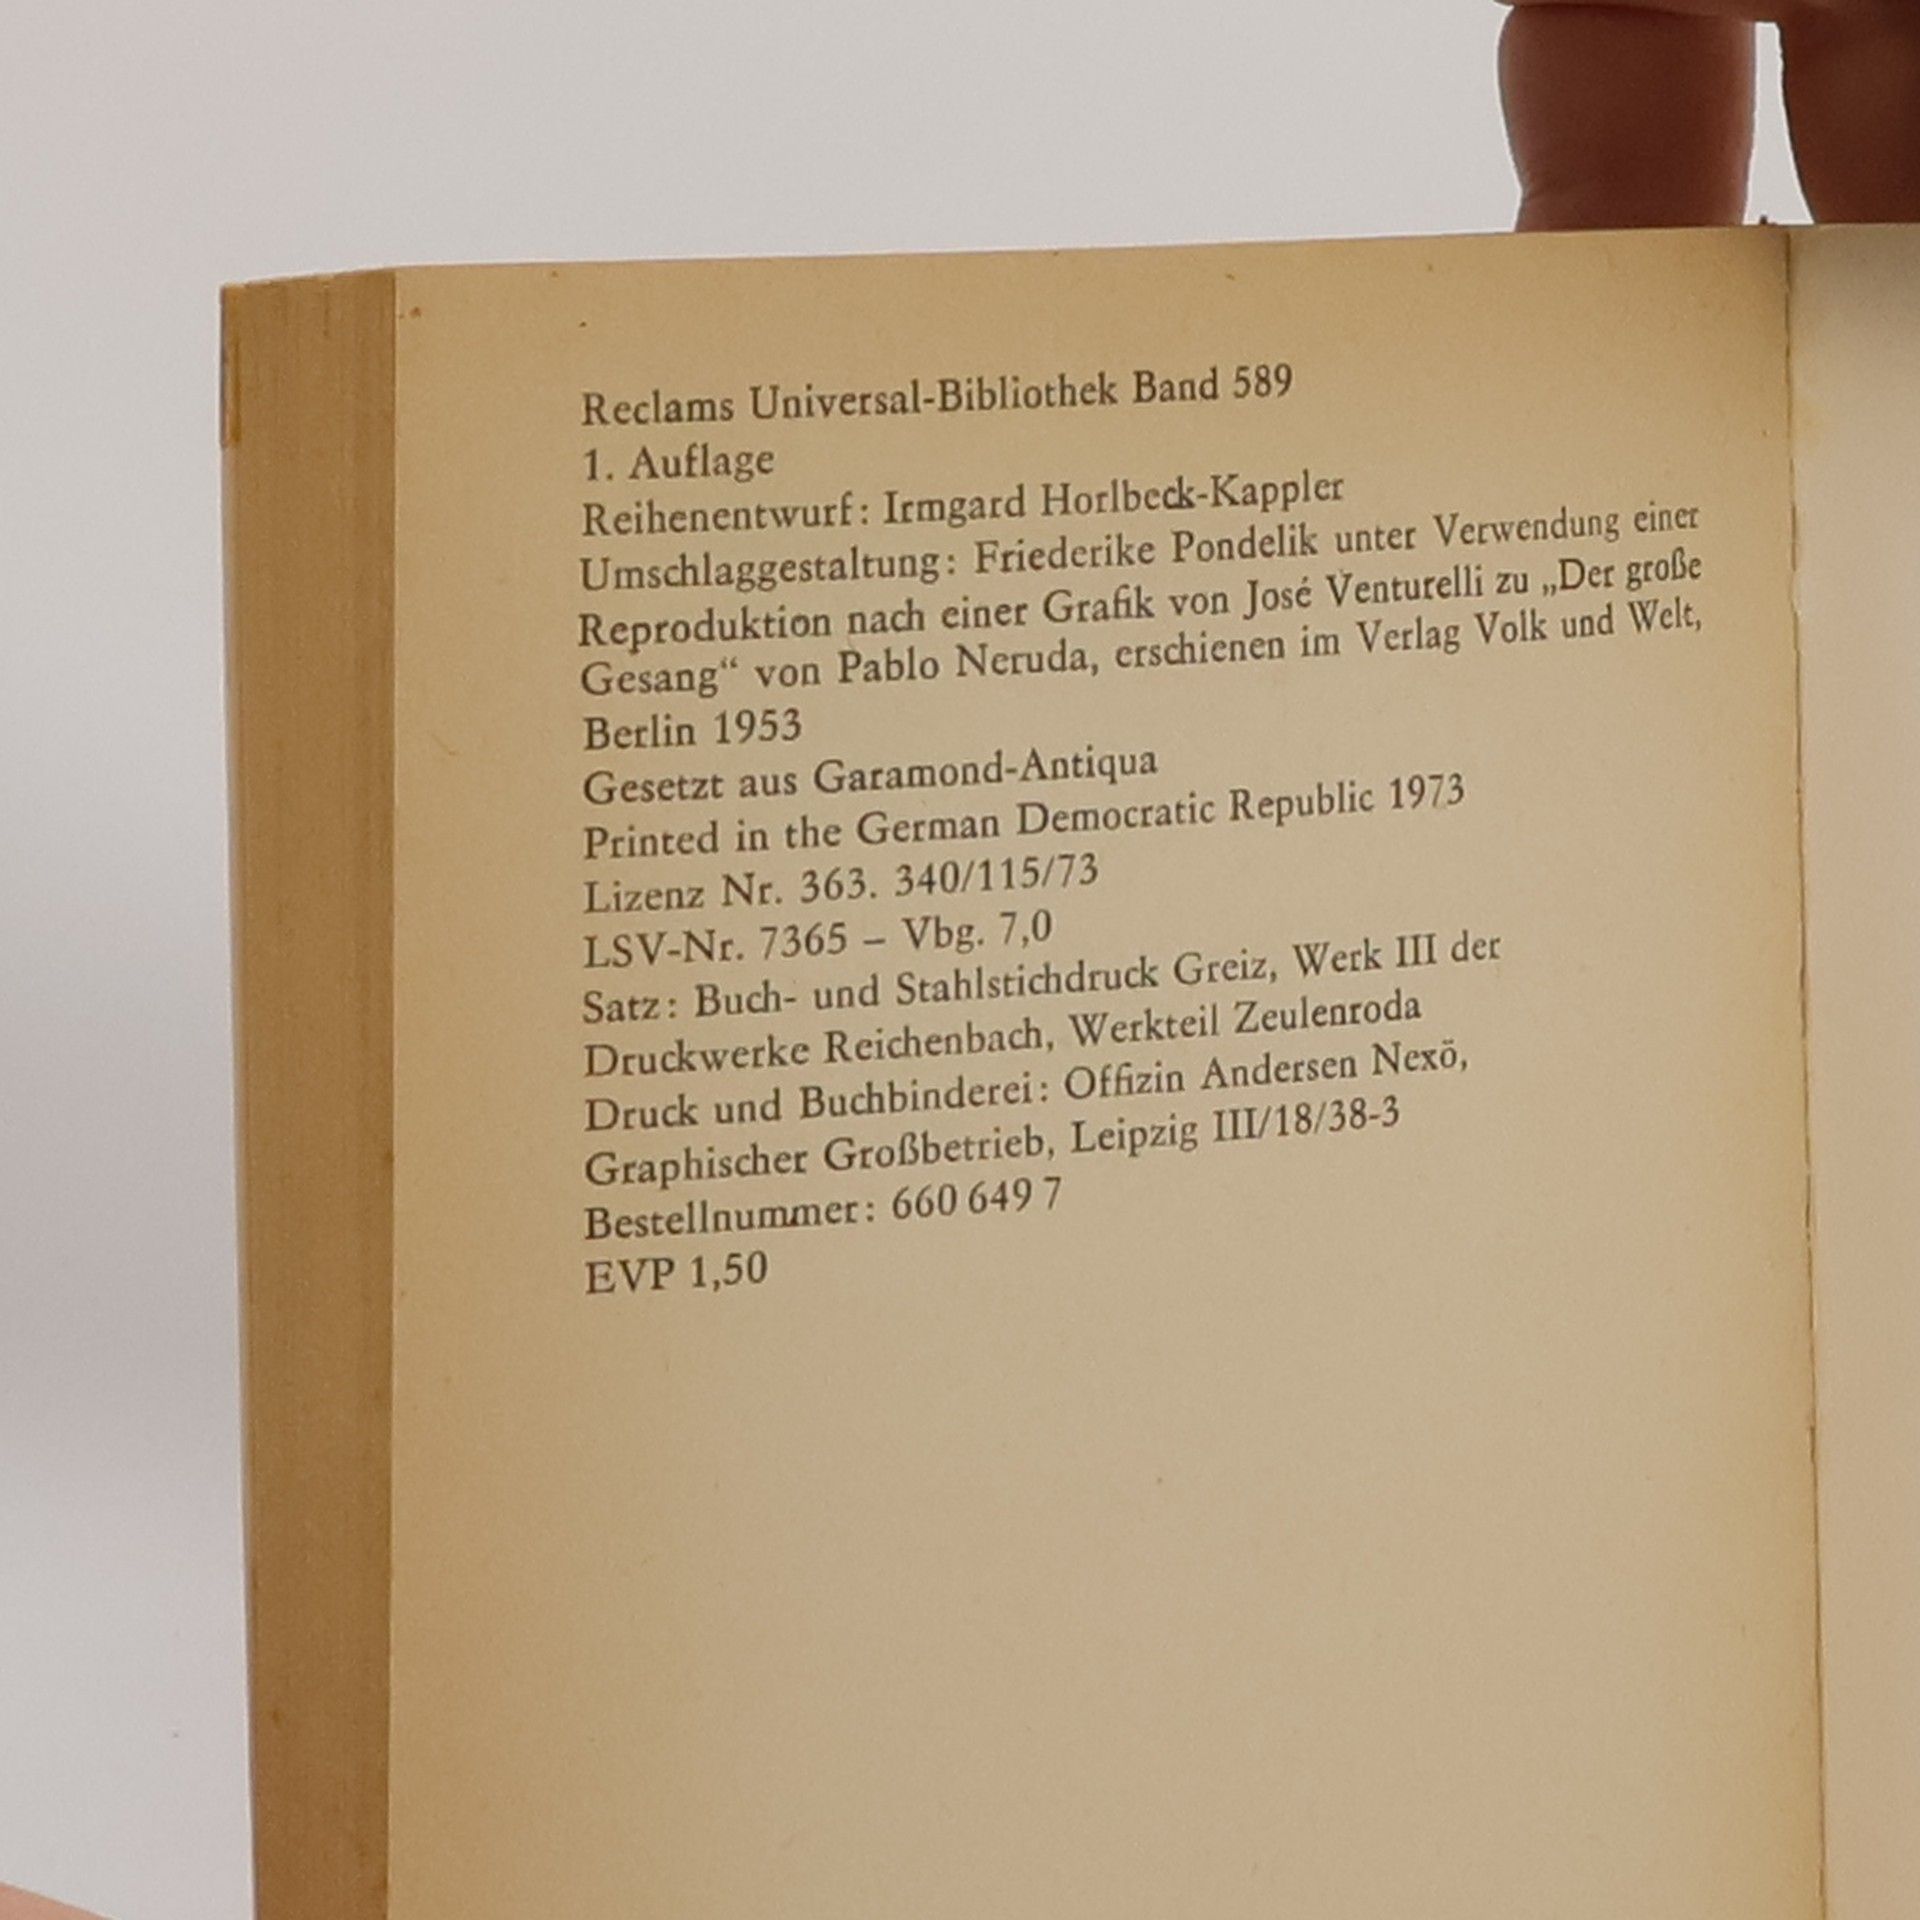 Reclams Universal-Bibliothek Band 589
1. Auflage
Reihenentwurf: Irmgard Horlbeck-Kappler
Umschlaggestaltung: Friederike Pondelik unter Verwendung einer
Reproduktion nach einer Grafik von José Venturelli zu „Der große
Gesang“ von Pablo Neruda, erschienen im Verlag Volk und Welt,
Berlin 1953
Gesetzt aus Garamond-Antiqua
Printed in the German Democratic Republic 1973
Lizenz Nr. 363. 340/115/73
LSV-Nr. 7365 – Vbg. 7,0
Satz: Buch- und Stahlstichdruck Greiz, Werk III der
Druckwerke Reichenbach, Werkteil Zeulenroda
Druck und Buchbinderei: Offizin Andersen Nexö,
Graphischer Großbetrieb, Leipzig III/18/38-3
Bestellnummer: 660 649 7
EVP 1,50